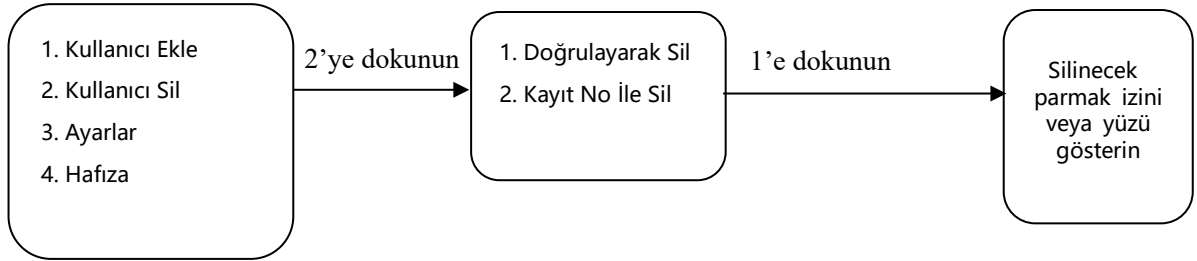 1. Kullanıcı Ekle
2. Kullanıcı Sil
3. Ayarlar
4. Hafıza
2’ye dokunun
1. Doğrulayarak Sil
2. Kayıt No İle Sil
1’e dokunun
Silinecek
parmak izini
veya yüzü
gösterin